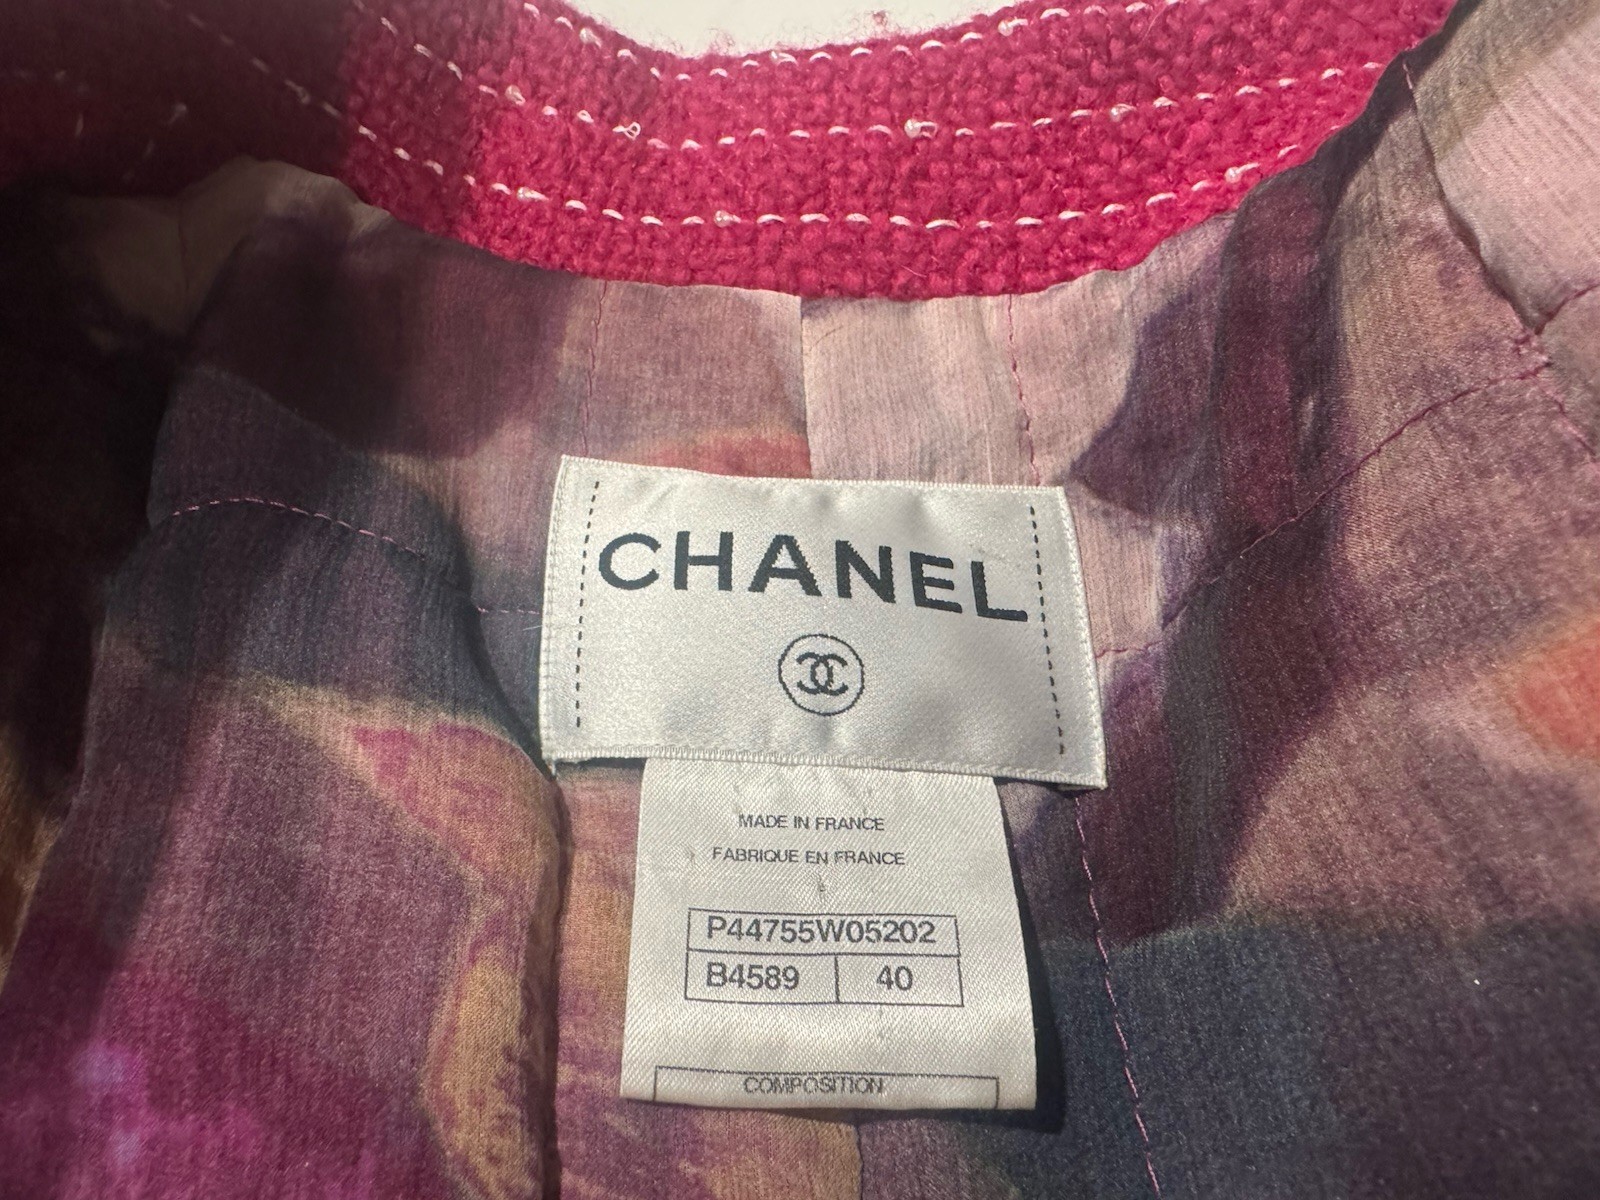 CHANEL
MADE IN FRANCE
FABRIQUE EN FRANCE
P44755W05202
B4589 40
COMPOSITION